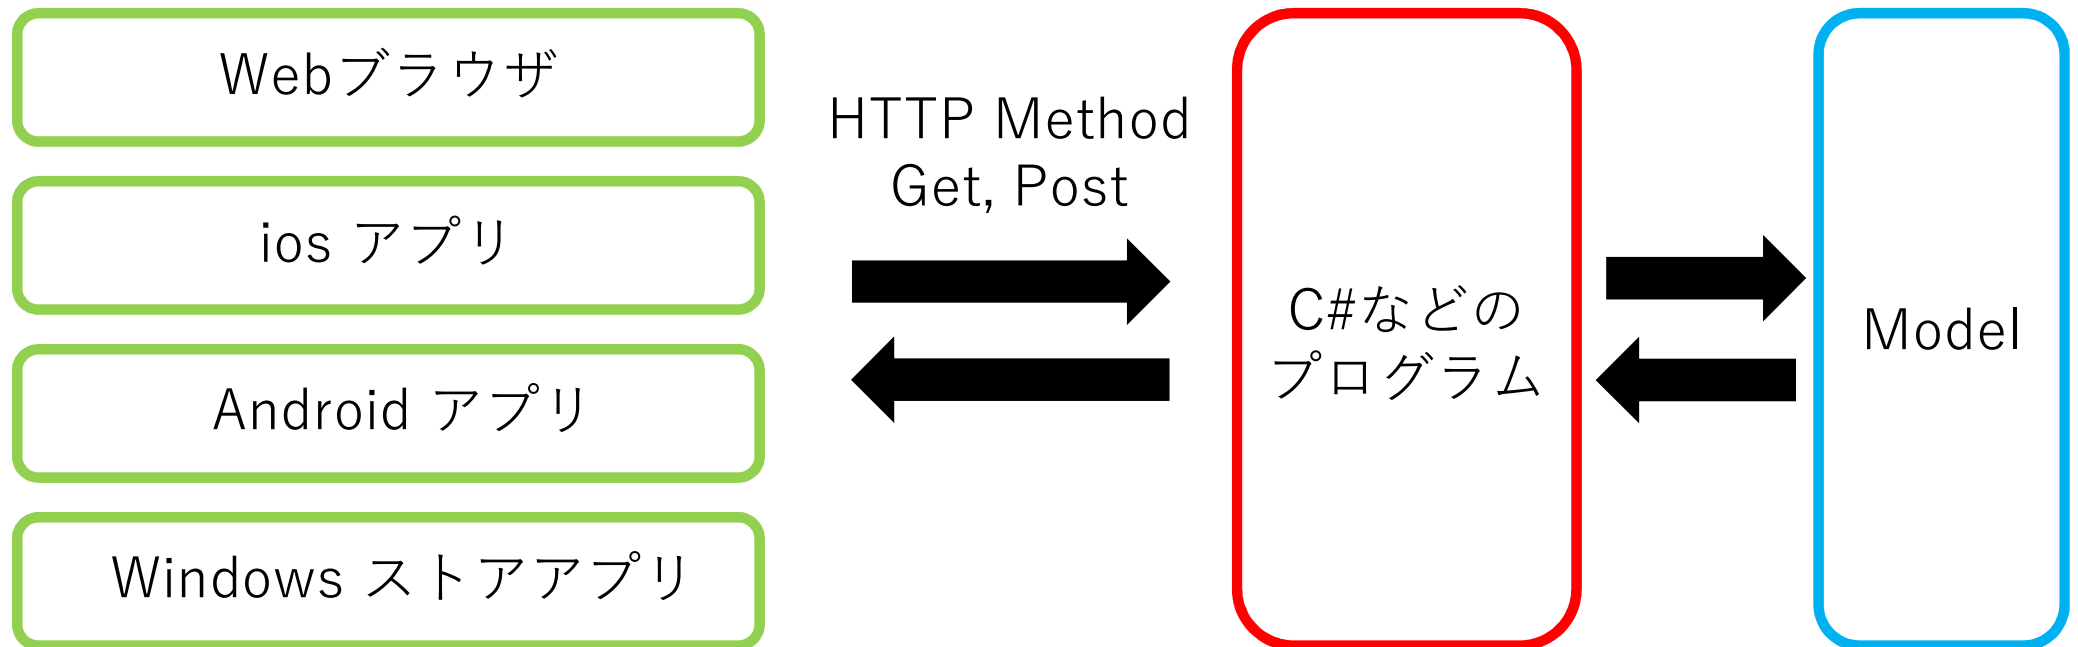 Webブラウザ
ios アプリ
Android アプリ
Windows ストアアプリ
HTTP Method
Get, Post
C#などの
プログラム
Model